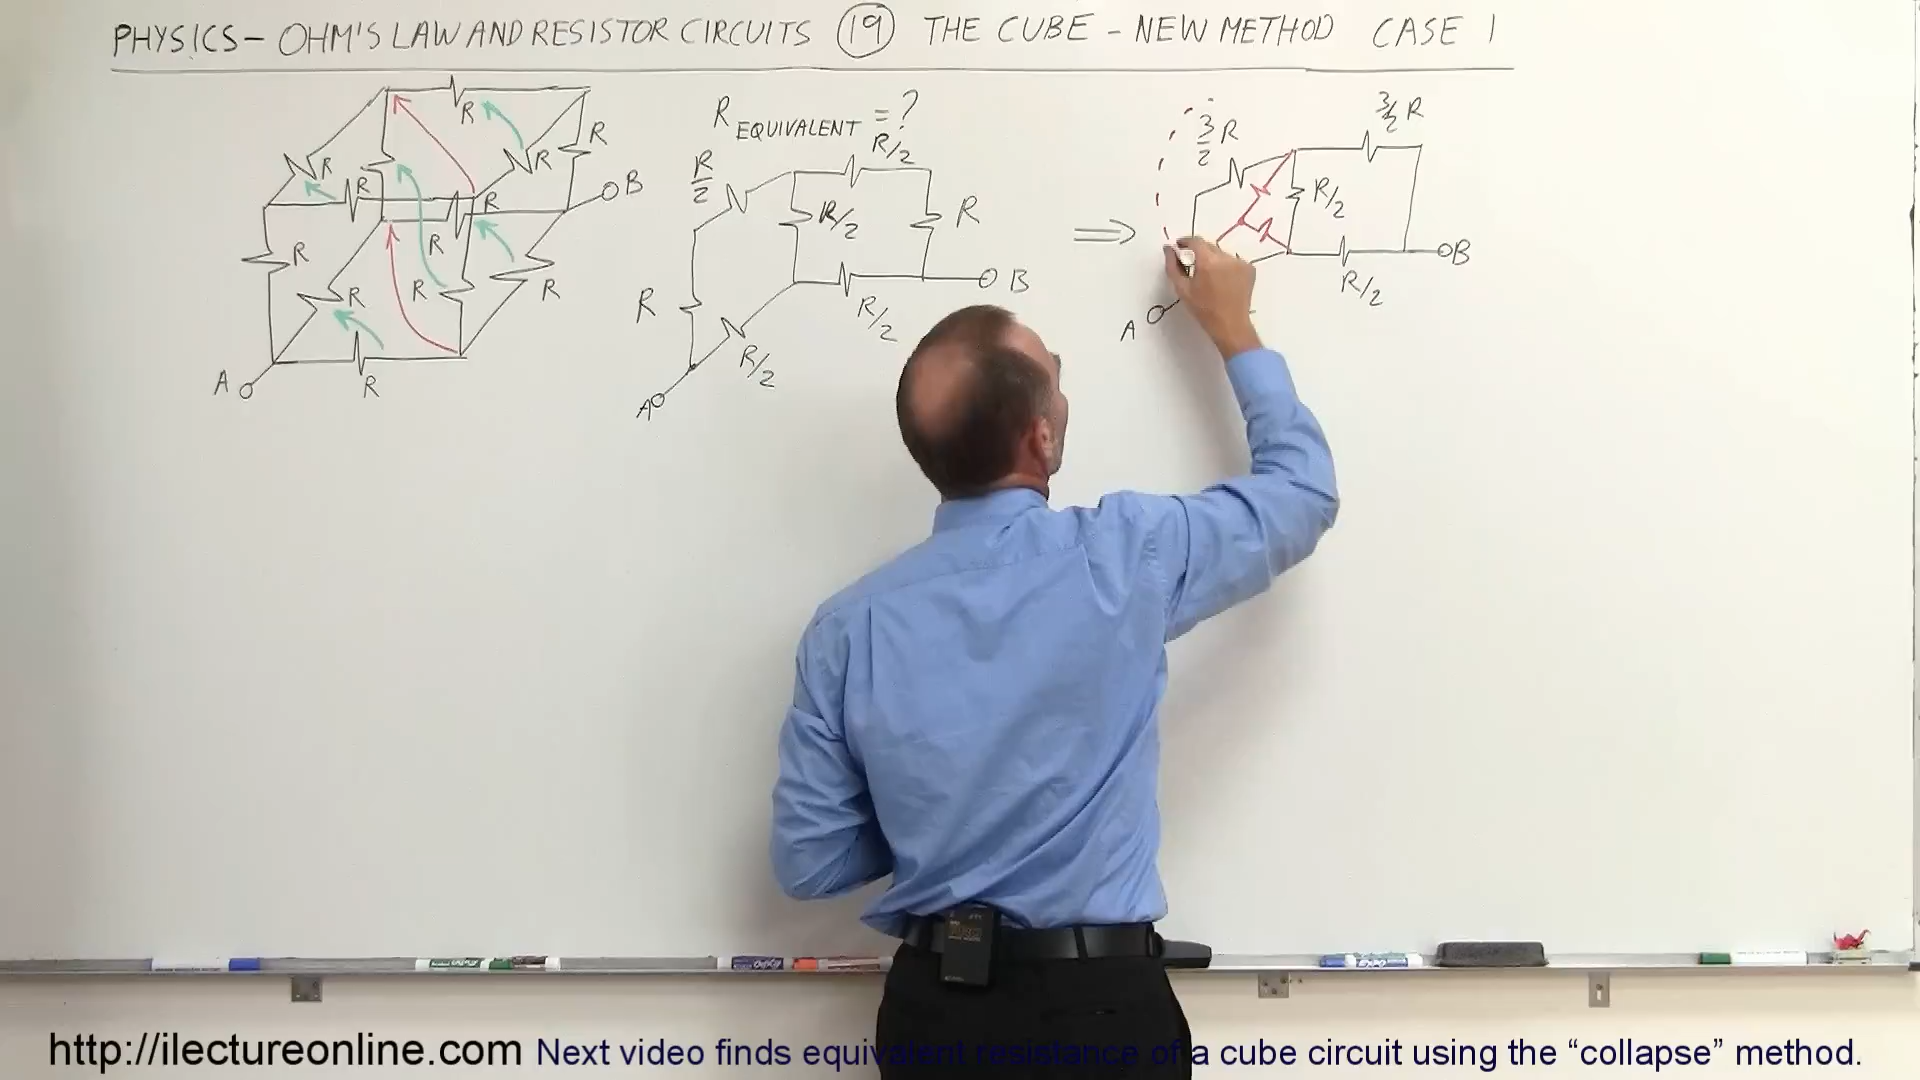 PHYSICS – OHM'S LAW AND RESISTOR CIRCUITS 19 THE CUBE – NEW METHOD CASE 1
R
R
R
R
R
R
R
R
R
R
R
R
A
B
R EQUIVALENT = ?
R/2
R/2
R/2
R
R
R/2
R/2
A
B
3/2 R
3/2 R
R/2
R/2
A
B
http://ilectureonline.com Next video finds equivalent resistance of a cube circuit using the “collapse” method.